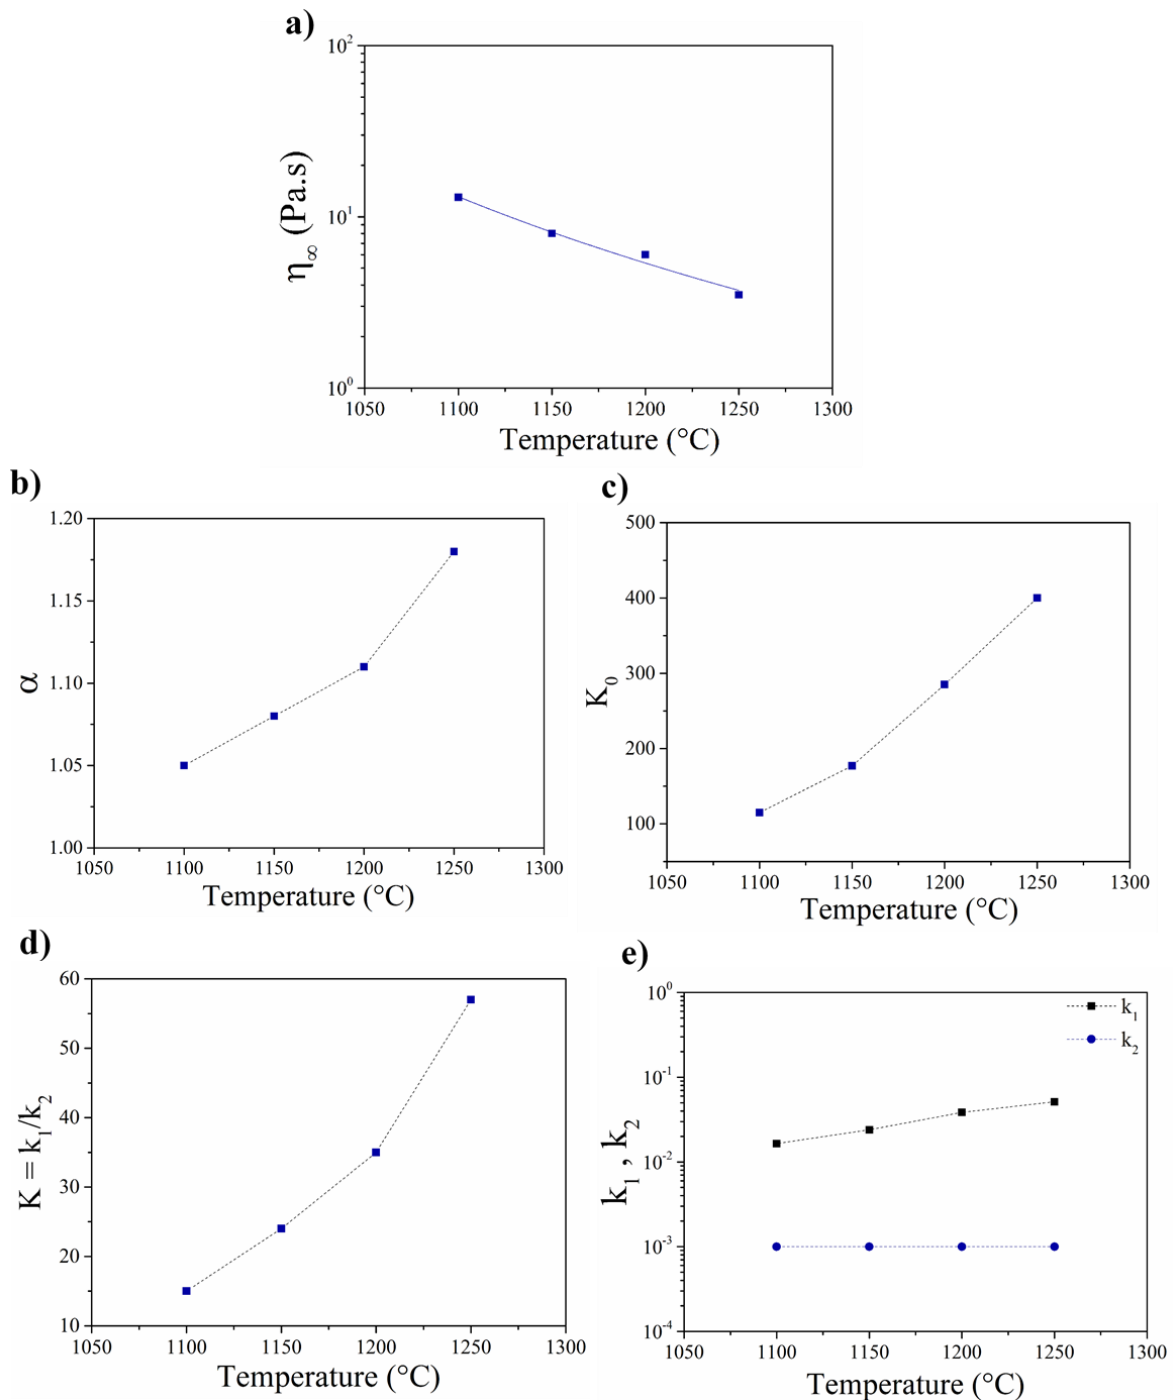 a)
10²
10¹
10⁰
η∞ (Pa.s)
1050 1100 1150 1200 1250 1300
Temperature (°C)
b)
1.20
1.15
1.10
1.05
1.00
α
1050 1100 1150 1200 1250 1300
Temperature (°C)
c)
500
400
300
200
100
K₀
1050 1100 1150 1200 1250 1300
Temperature (°C)
d)
60
50
40
30
20
10
K = k₁/k₂
1050 1100 1150 1200 1250 1300
Temperature (°C)
e)
10⁰
10⁻¹
10⁻²
10⁻³
10⁻⁴
k₁ , k₂
k₁
k₂
1050 1100 1150 1200 1250 1300
Temperature (°C)